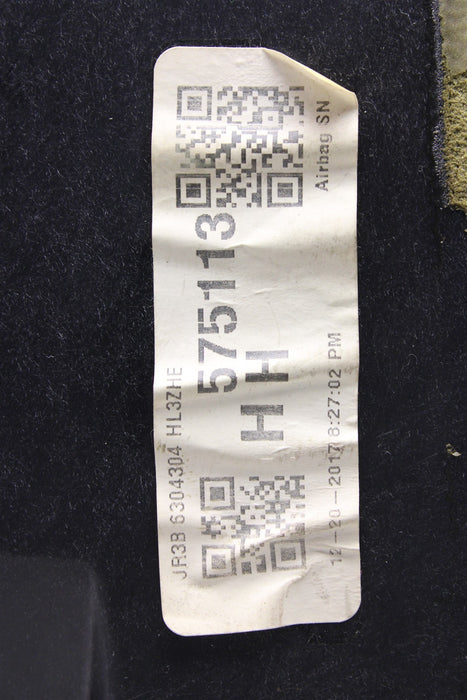 JR3B 6304304 HL3ZHE
575113
HH
12-20-2017 8:27:02 PM
Airbag SN